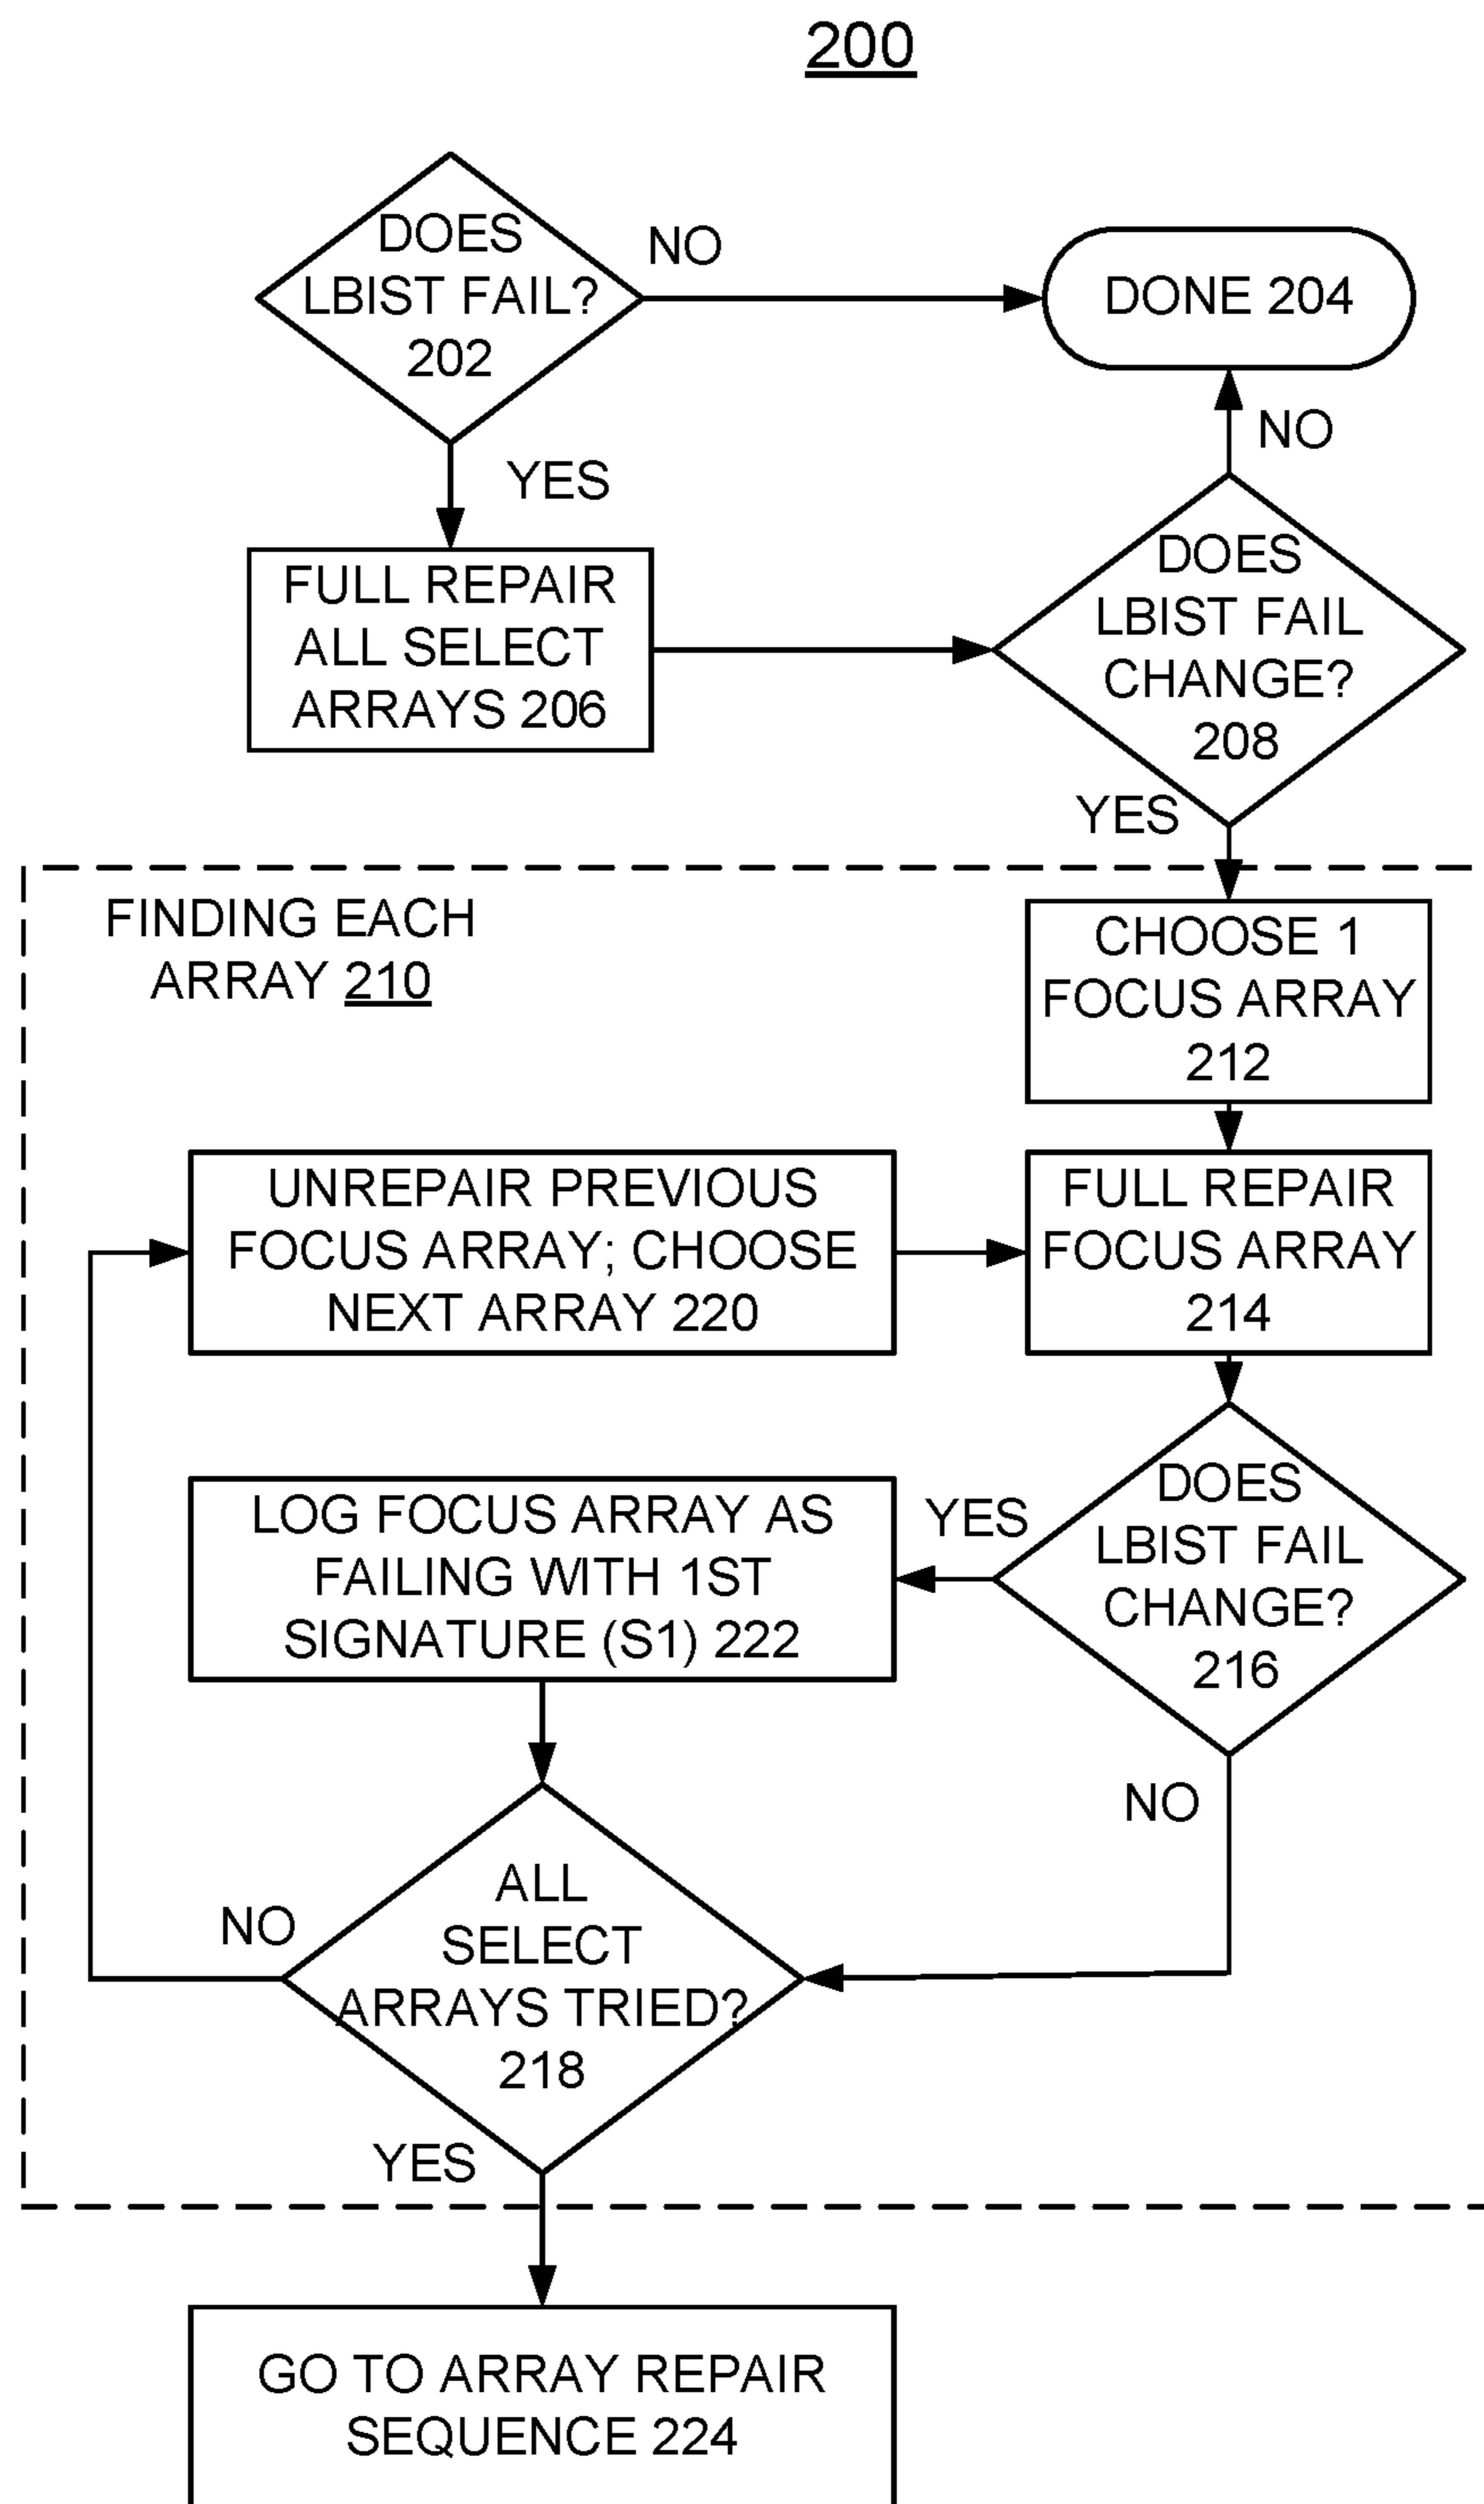 200
DOES
LBIST FAIL?
202
NO
DONE 204
YES
NO
FULL REPAIR
ALL SELECT
ARRAYS 206
DOES
LBIST FAIL
CHANGE?
208
YES
FINDING EACH
ARRAY 210
CHOOSE 1
FOCUS ARRAY
212
UNREPAIR PREVIOUS
FOCUS ARRAY; CHOOSE
NEXT ARRAY 220
FULL REPAIR
FOCUS ARRAY
214
LOG FOCUS ARRAY AS
FAILING WITH 1ST
SIGNATURE (S1) 222
YES
DOES
LBIST FAIL
CHANGE?
216
NO
ALL
SELECT
ARRAYS TRIED?
218
NO
YES
GO TO ARRAY REPAIR
SEQUENCE 224